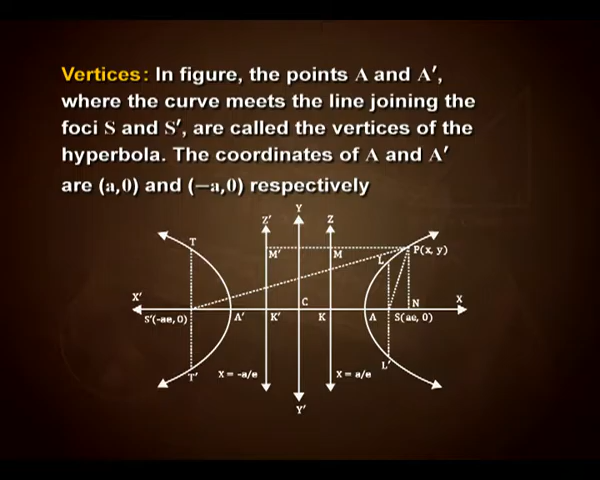 Vertices: In figure, the points A and A′,
where the curve meets the line joining the
foci S and S′, are called the vertices of the
hyperbola. The coordinates of A and A′
are (a,0) and (−a,0) respectively
Y
Z′ Z
T
M′ M L P(x, y)
X′ C N X
S′(-ae, 0) A′ K′ K A S(ae, 0)
L′
T′ X = -a/e X = a/e
Y′